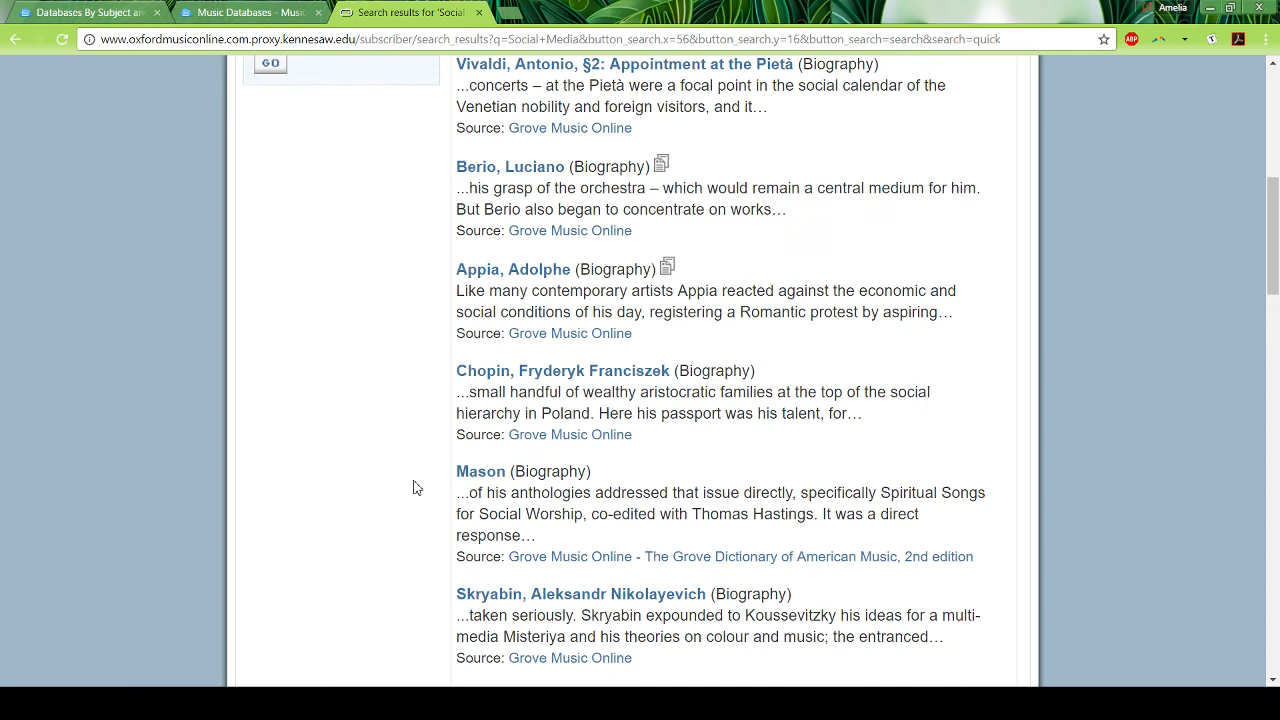 Databases By Subject an
Music Databases - Musi
Search results for 'Social
Amelia
www.oxfordmusiconline.com.proxy.kennesaw.edu/subscriber/search_results?q=Social+Media&button_search.x=56&button_search.y=16&button_search=search&search=quick
ABP
GO
Vivaldi, Antonio, §2: Appointment at the Pietà (Biography)
...concerts – at the Pietà were a focal point in the social calendar of the
Venetian nobility and foreign visitors, and it…
Source: Grove Music Online
Berio, Luciano (Biography)
...his grasp of the orchestra – which would remain a central medium for him.
But Berio also began to concentrate on works…
Source: Grove Music Online
Appia, Adolphe (Biography)
Like many contemporary artists Appia reacted against the economic and
social conditions of his day, registering a Romantic protest by aspiring…
Source: Grove Music Online
Chopin, Fryderyk Franciszek (Biography)
...small handful of wealthy aristocratic families at the top of the social
hierarchy in Poland. Here his passport was his talent, for…
Source: Grove Music Online
Mason (Biography)
...of his anthologies addressed that issue directly, specifically Spiritual Songs
for Social Worship, co-edited with Thomas Hastings. It was a direct
response…
Source: Grove Music Online - The Grove Dictionary of American Music, 2nd edition
Skryabin, Aleksandr Nikolayevich (Biography)
...taken seriously. Skryabin expounded to Koussevitzky his ideas for a multi-
media Misteriya and his theories on colour and music; the entranced…
Source: Grove Music Online